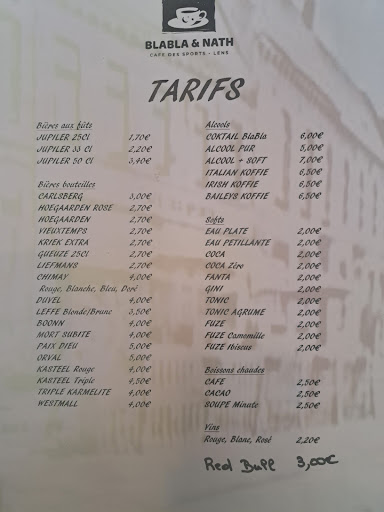 BLABLA & NATH
CAFE DES SPORTS - LENS
TARIFS
Bières aux fûts
JUPILER 25Cl 1,70€
JUPILER 33 Cl 2,20€
JUPILER 50 Cl 3,40€
Bières bouteilles
CARLSBERG 3,00€
HOEGAARDEN ROSE 2,70€
HOEGAARDEN 2,70€
VIEUXTEMPS 2,70€
KRIEK EXTRA 2,70€
GUEUZE 25Cl 2,70€
LIEFMANS 2,70€
CHIMAY 4,00€
Rouge, Blanche, Bleu, Doré
DUVEL 4,00€
LEFFE Blonde/Brune 3,50€
BOONN 4,00€
MORT SUBITE 4,00€
PAIX DIEU 5,00€
ORVAL 5,00€
KASTEEL Rouge 4,00€
KASTEEL Triple 4,50€
TRIPLE KARMELITE 4,00€
WESTMALL 4,00€
Alcools
COKTAIL BlaBla 6,00€
ALCOOL PUR 5,00€
ALCOOL + SOFT 7,00€
ITALIAN KOFFIE 6,50€
IRISH KOFFIE 6,50€
BAILEYS KOFFIE 6,50€
Softs
EAU PLATE 2,00€
EAU PETILLANTE 2,00€
COCA 2,00€
COCA Zéro 2,00€
FANTA 2,00€
GINI 2,00€
TONIC 2,00€
TONIC AGRUME 2,00€
FUZE 2,00€
FUZE Camomille 2,00€
FUZE Ibiscus 2,00€
Boissons chaudes
CAFE 2,50€
CACAO 2,50€
SOUPE Minute 2,50€
Vins
Rouge, Blanc, Rosé 2,20€
Red Bull 3,00€